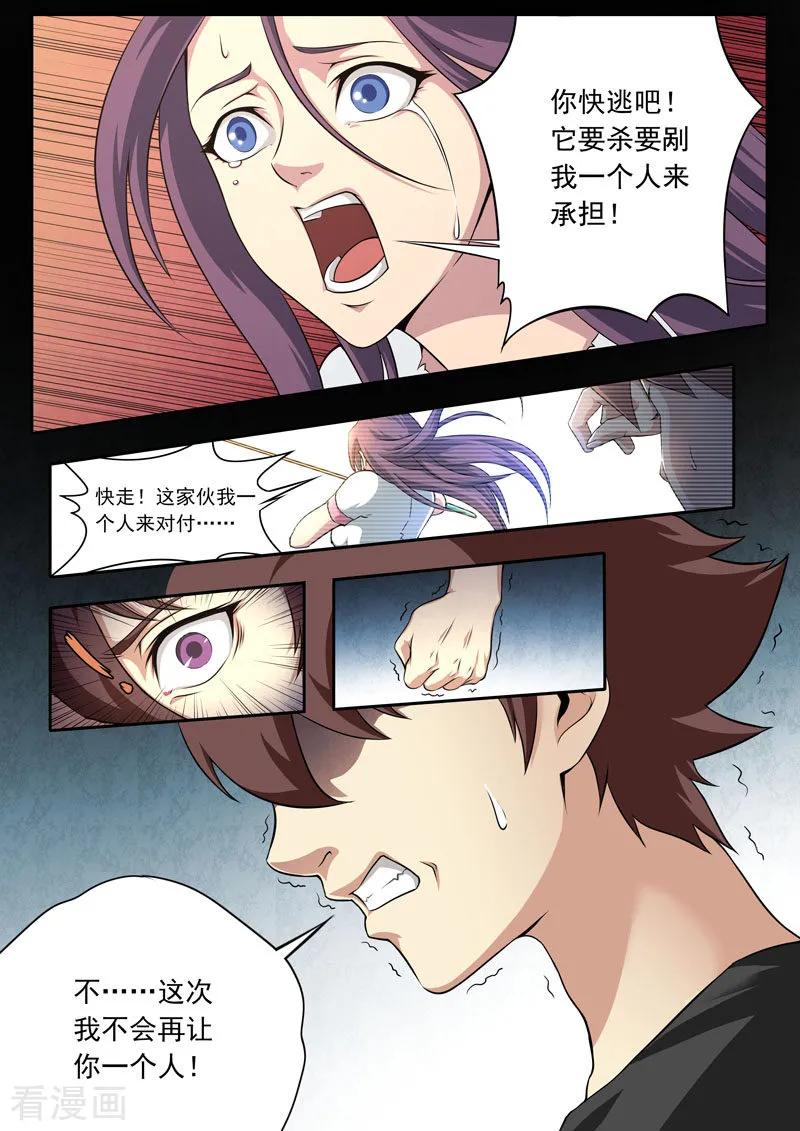 你快逃吧！
它要杀要剐
我一个人来
承担！
快走！这家伙我一
个人来对付……
不……这次
我不会再让
你一个人！
看漫画